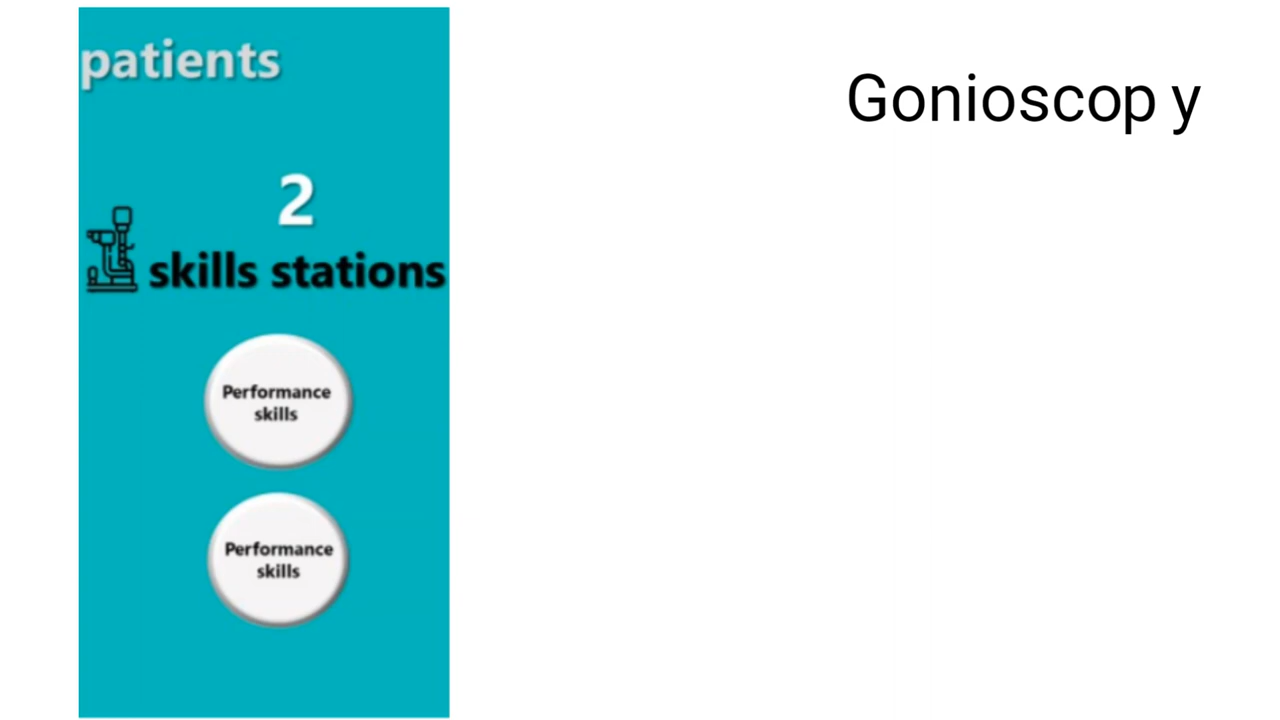 patients
2
skills stations
Performance
skills
Performance
skills
Gonioscop y